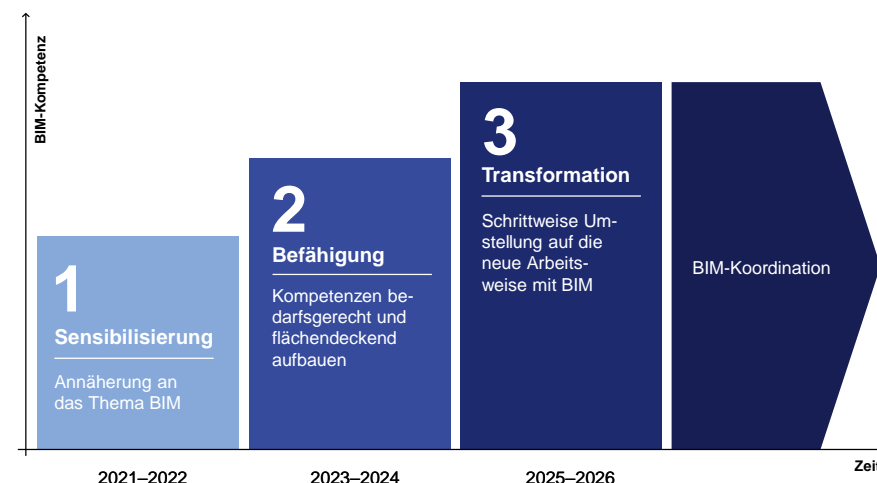 BIM-Kompetenz
1
Sensibilisierung
Annäherung an
das Thema BIM
2
Befähigung
Kompetenzen be-
darfsgerecht und
flächendeckend
aufbauen
3
Transformation
Schrittweise Um-
stellung auf die
neue Arbeits-
weise mit BIM
BIM-Koordination
2021–2022
2023–2024
2025–2026
Zeit